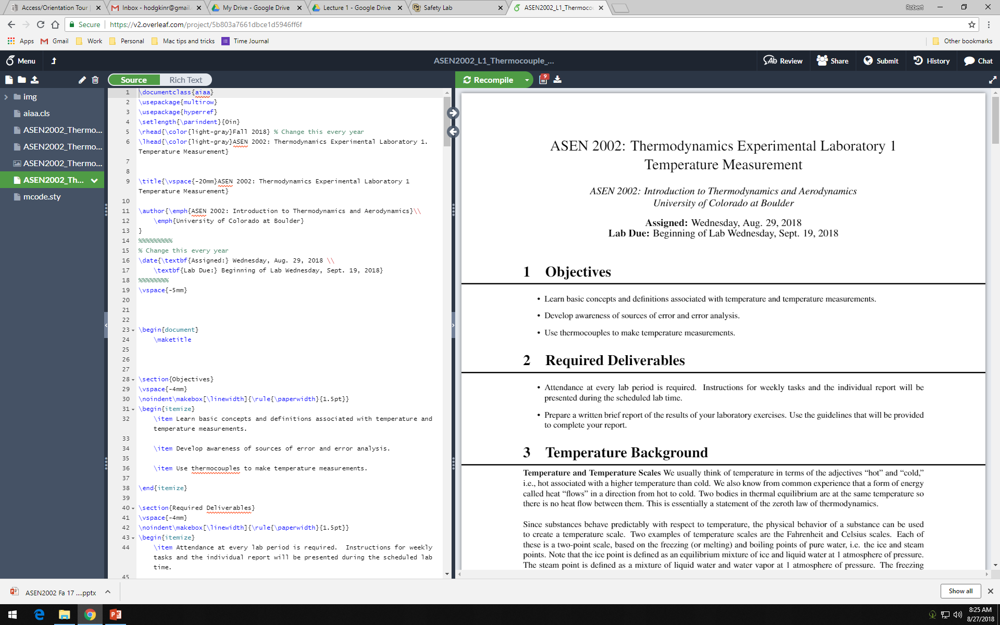 Access/Orientation Tour
Inbox - hodgkinr@gmail.
My Drive - Google Drive
Lecture 1 - Google Drive
Safety Lab
ASEN2002_L1_Thermocou
Robert
Secure
https://v2.overleaf.com/project/5b803a7661dbce1d5946ff6f
Apps
Gmail
Work
Personal
Mac tips and tricks
Time Journal
Other bookmarks
Menu
ASEN2002_L1_Thermocouple_...
Review
Share
Submit
History
Chat
Source
Rich Text
Recompile
9
img
aiaa.cls
ASEN2002_Thermo...
ASEN2002_Thermo...
ASEN2002_Thermo...
ASEN2002_Th...
mcode.sty
1 \documentclass{aiaa}
2 \usepackage{multirow}
3 \usepackage{hyperref}
4 \setlength{\parindent}{0in}
5 \rhead{\color{light-gray}Fall 2018} % Change this every year
6 \lhead{\color{light-gray}ASEN 2002: Thermodynamics Experimental Laboratory 1.
Temperature Measurement}
7
8
9 \title{\vspace{-20mm}ASEN 2002: Thermodynamics Experimental Laboratory 1
Temperature Measurement}
10
11 \author{\emph{ASEN 2002: Introduction to Thermodynamics and Aerodynamics}\\
12 \emph{University of Colorado at Boulder}
13 }
14 %%%%%%%%%
15 % Change this every year
16 \date{\textbf{Assigned:} Wednesday, Aug. 29, 2018 \\
17 \textbf{Lab Due:} Beginning of Lab Wednesday, Sept. 19, 2018}
18 %%%%%%%%
19 \vspace{-5mm}
20
21
22
23 \begin{document}
24 \maketitle
25
26
27
28 \section{Objectives}
29 \vspace{-4mm}
30 \noindent\makebox[\linewidth]{\rule{\paperwidth}{1.5pt}}
31 \begin{itemize}
32 \item Learn basic concepts and definitions associated with temperature and
temperature measurements.
33
34 \item Develop awareness of sources of error and error analysis.
35
36 \item Use thermocouples to make temperature measurements.
37
38 \end{itemize}
39
40 \section{Required Deliverables}
41 \vspace{-4mm}
42 \noindent\makebox[\linewidth]{\rule{\paperwidth}{1.5pt}}
43 \begin{itemize}
44 \item Attendance at every lab period is required.  Instructions for weekly
tasks and the individual report will be presented during the scheduled lab
time.
45
ASEN 2002: Thermodynamics Experimental Laboratory 1
Temperature Measurement
ASEN 2002: Introduction to Thermodynamics and Aerodynamics
University of Colorado at Boulder
Assigned: Wednesday, Aug. 29, 2018
Lab Due: Beginning of Lab Wednesday, Sept. 19, 2018
1 Objectives
• Learn basic concepts and definitions associated with temperature and temperature measurements.
• Develop awareness of sources of error and error analysis.
• Use thermocouples to make temperature measurements.
2 Required Deliverables
• Attendance at every lab period is required. Instructions for weekly tasks and the individual report will be
presented during the scheduled lab time.
• Prepare a written brief report of the results of your laboratory exercises. Use the guidelines that will be provided
to complete your report.
3 Temperature Background
Temperature and Temperature Scales We usually think of temperature in terms of the adjectives “hot” and “cold,”
i.e., hot associated with a higher temperature than cold. We also know from common experience that a form of energy
called heat “flows” in a direction from hot to cold. Two bodies in thermal equilibrium are at the same temperature so
there is no heat flow between them. This is essentially a statement of the zeroth law of thermodynamics.
Since substances behave predictably with respect to temperature, the physical behavior of a substance can be used
to create a temperature scale. Two examples of temperature scales are the Fahrenheit and Celsius scales. Each of
these is a two-point scale, based on the freezing (or melting) and boiling points of pure water, i.e. the ice and steam
points. Note that the ice point is defined as an equilibrium mixture of ice and liquid water at 1 atmosphere of pressure.
The steam point is defined as a mixture of liquid water and water vapor at 1 atmosphere of pressure. The freezing
ASEN2002 Fa 17 ....pptx
Show all
8:25 AM
8/27/2018